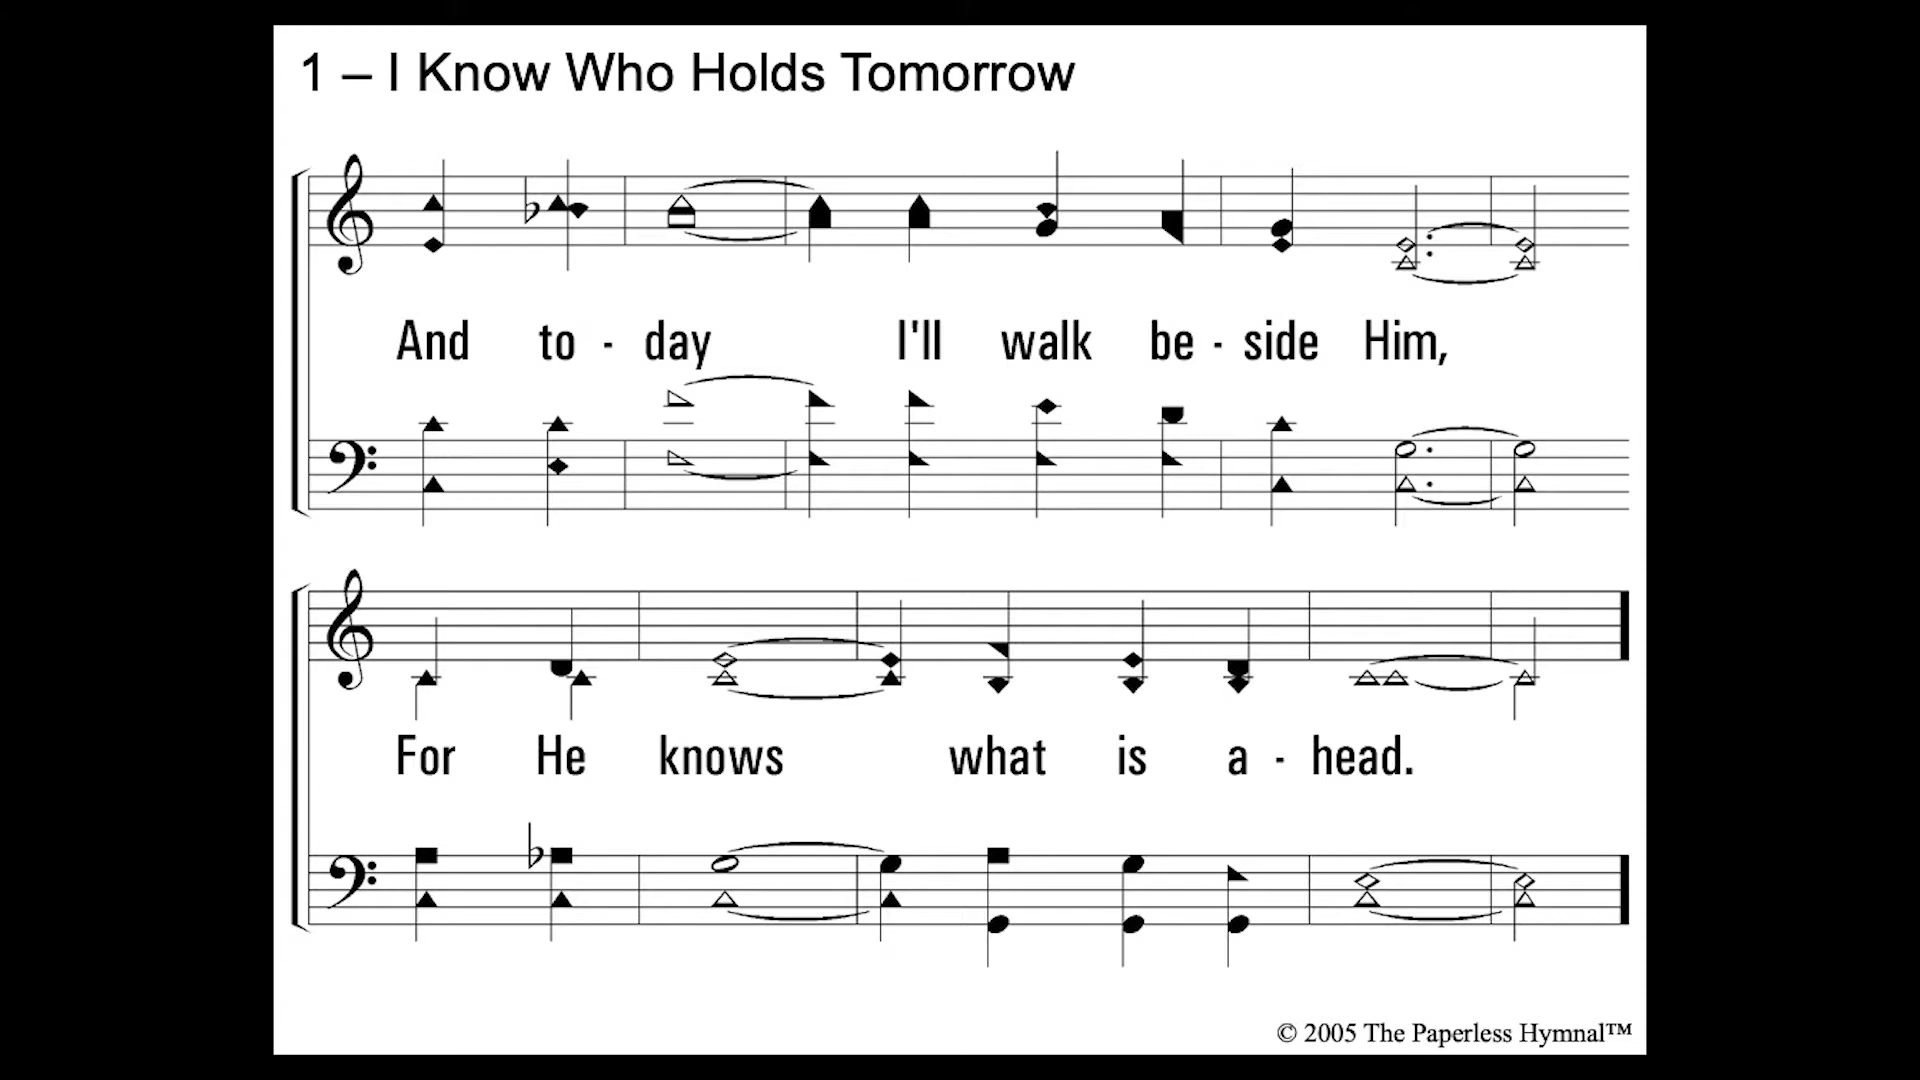 1 – I Know Who Holds Tomorrow
And to - day I'll walk be - side Him,
For He knows what is a - head.
© 2005 The Paperless Hymnal™